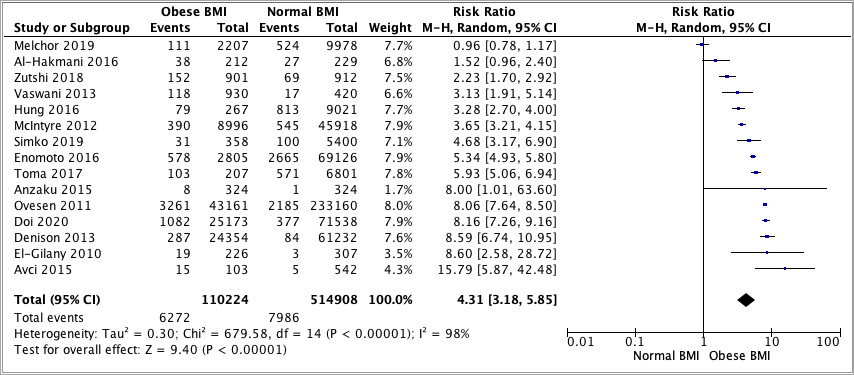 Obese BMI Normal BMI Risk Ratio Risk Ratio
Study or Subgroup Events Total Events Total Weight M-H, Random, 95% CI M-H, Random, 95% CI
Melchor 2019 111 2207 524 9978 7.7% 0.96 [0.78, 1.17]
Al-Hakmani 2016 38 212 27 229 6.8% 1.52 [0.96, 2.40]
Zutshi 2018 152 901 69 912 7.5% 2.23 [1.70, 2.92]
Vaswani 2013 118 930 17 420 6.6% 3.13 [1.91, 5.14]
Hung 2016 79 267 813 9021 7.7% 3.28 [2.70, 4.00]
McIntyre 2012 390 8996 545 45918 7.9% 3.65 [3.21, 4.15]
Simko 2019 31 358 100 5400 7.1% 4.68 [3.17, 6.90]
Enomoto 2016 578 2805 2665 69126 7.9% 5.34 [4.93, 5.80]
Toma 2017 103 207 571 6801 7.9% 5.93 [5.06, 6.94]
Anzaku 2015 8 324 1 324 1.7% 8.00 [1.01, 63.60]
Ovesen 2011 3261 43161 2185 233160 8.0% 8.06 [7.64, 8.50]
Doi 2020 1082 25173 377 71538 7.9% 8.16 [7.26, 9.16]
Denison 2013 287 24354 84 61232 7.6% 8.59 [6.74, 10.95]
El-Gilany 2010 19 226 3 307 3.5% 8.60 [2.58, 28.72]
Avci 2015 15 103 5 542 4.3% 15.79 [5.87, 42.48]
Total (95% CI) 110224 514908 100.0% 4.31 [3.18, 5.85]
Total events 6272 7986
Heterogeneity: Tau² = 0.30; Chi² = 679.58, df = 14 (P < 0.00001); I² = 98%
Test for overall effect: Z = 9.40 (P < 0.00001)
0.01 0.1 1 10 100
Normal BMI Obese BMI